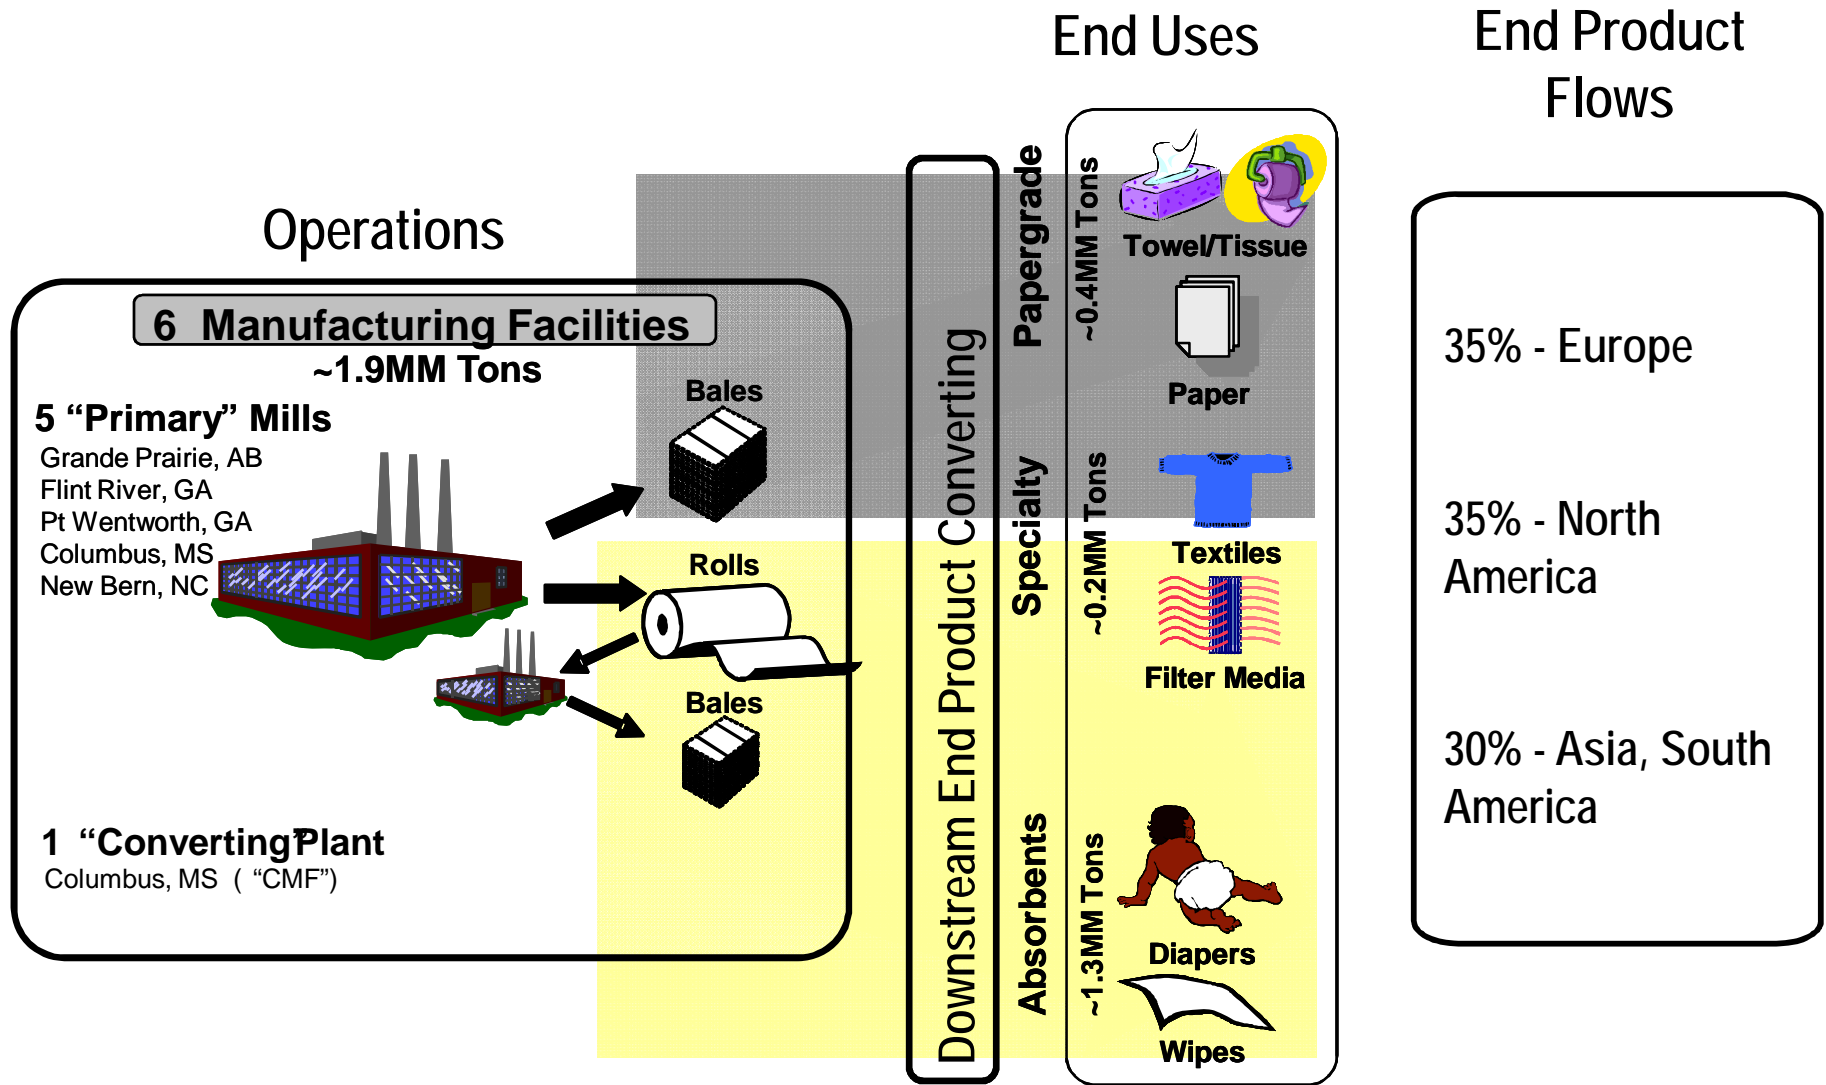 End Uses
End Product
Flows
Operations
6 Manufacturing Facilities
~1.9MM Tons
5 “Primary” Mills
Grande Prairie, AB
Flint River, GA
Pt Wentworth, GA
Columbus, MS
New Bern, NC
1 “Converting”Plant
Columbus, MS ( “CMF”)
Bales
Rolls
Bales
Downstream End Product Converting
Papergrade
~0.4MM Tons
Specialty
~0.2MM Tons
Absorbents
~1.3MM Tons
Towel/Tissue
Paper
Textiles
Filter Media
Diapers
Wipes
35% - Europe
35% - North
America
30% - Asia, South
America